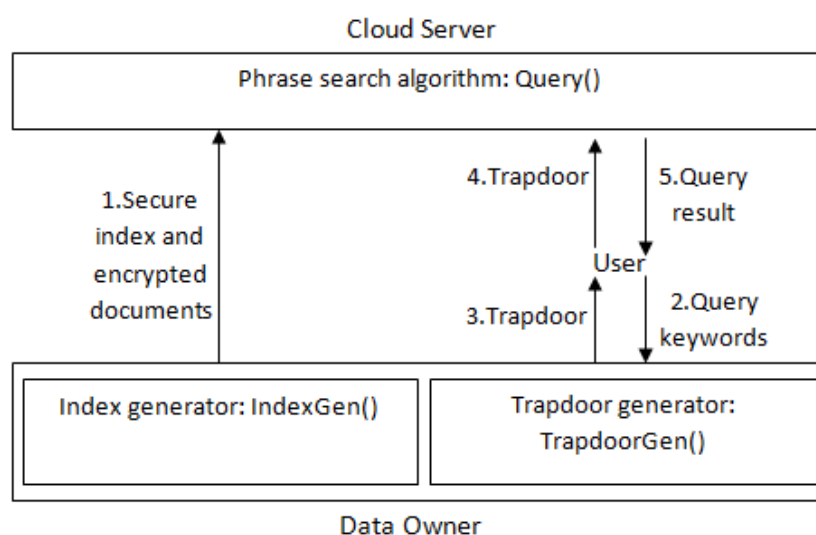 Cloud Server
Phrase search algorithm: Query()
1.Secure
index and
encrypted
documents
4.Trapdoor
5.Query
result
User
3.Trapdoor
2.Query
keywords
Index generator: IndexGen()
Trapdoor generator:
TrapdoorGen()
Data Owner